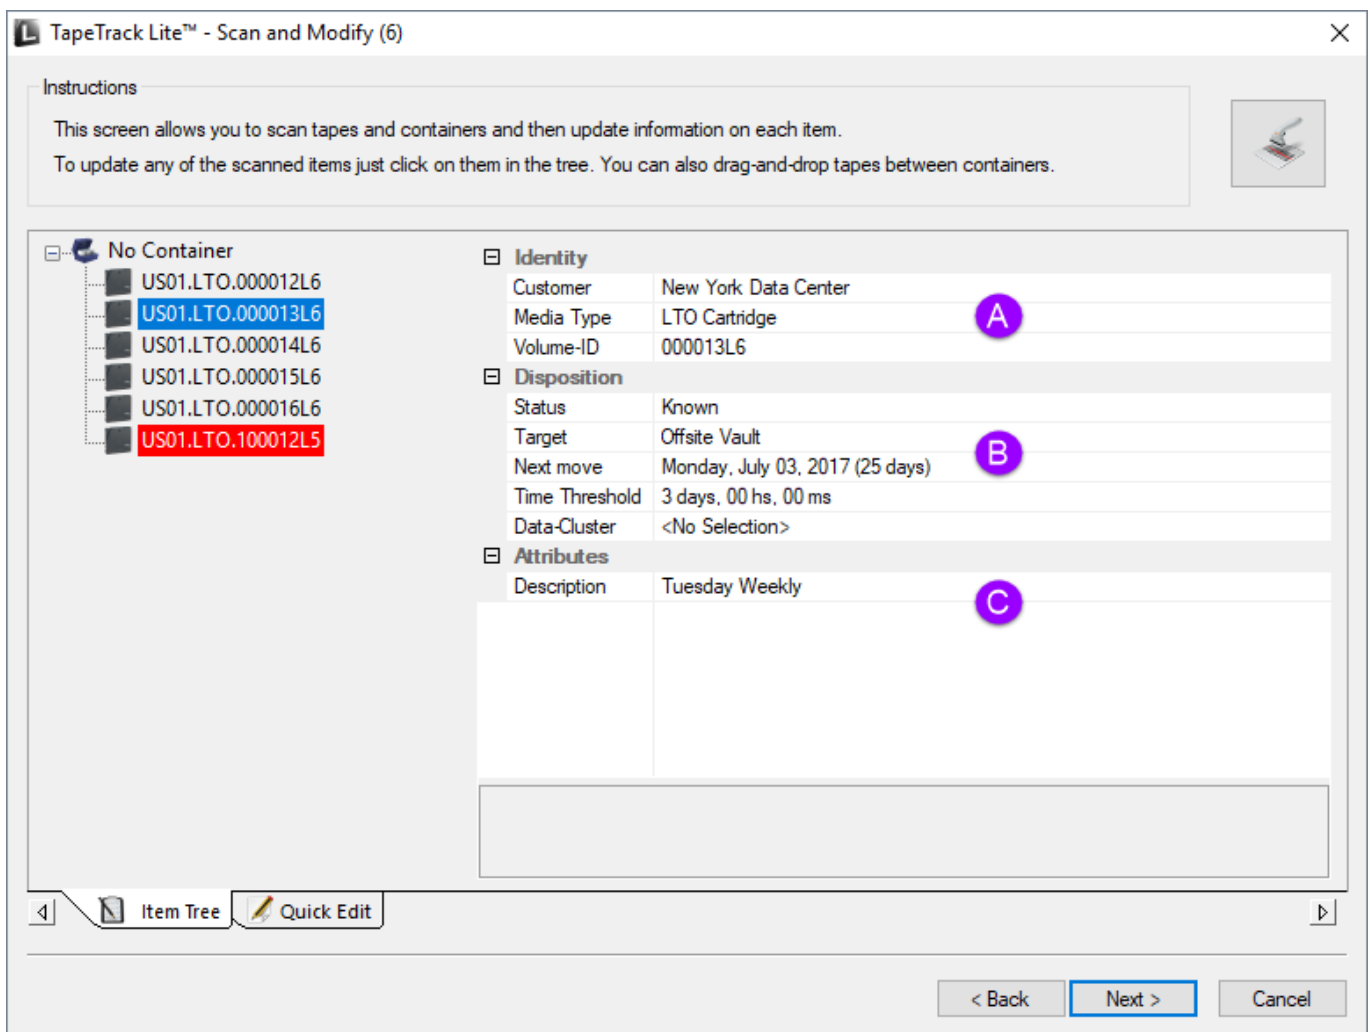 TapeTrack Lite™ - Scan and Modify (6)
Instructions
This screen allows you to scan tapes and containers and then update information on each item.
To update any of the scanned items just click on them in the tree. You can also drag-and-drop tapes between containers.
No Container
US01.LTO.000012L6
US01.LTO.000013L6
US01.LTO.000014L6
US01.LTO.000015L6
US01.LTO.000016L6
US01.LTO.100012L5
Identity
Customer New York Data Center
Media Type LTO Cartridge
A
Volume-ID 000013L6
Disposition
Status Known
Target Offsite Vault
B
Next move Monday, July 03, 2017 (25 days)
Time Threshold 3 days, 00 hs, 00 ms
Data-Cluster <No Selection>
Attributes
Description Tuesday Weekly
C
Item Tree Quick Edit
< Back Next > Cancel